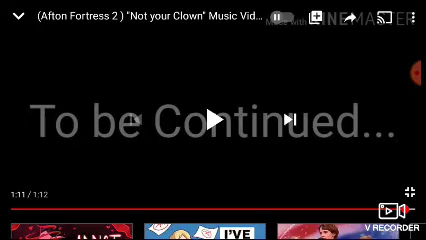 (Afton Fortress 2 ) "Not your Clown" Music Vid...
Made with KINEMASTER
To be Continued...
1:11 / 1:12
I'VE
V RECORDER